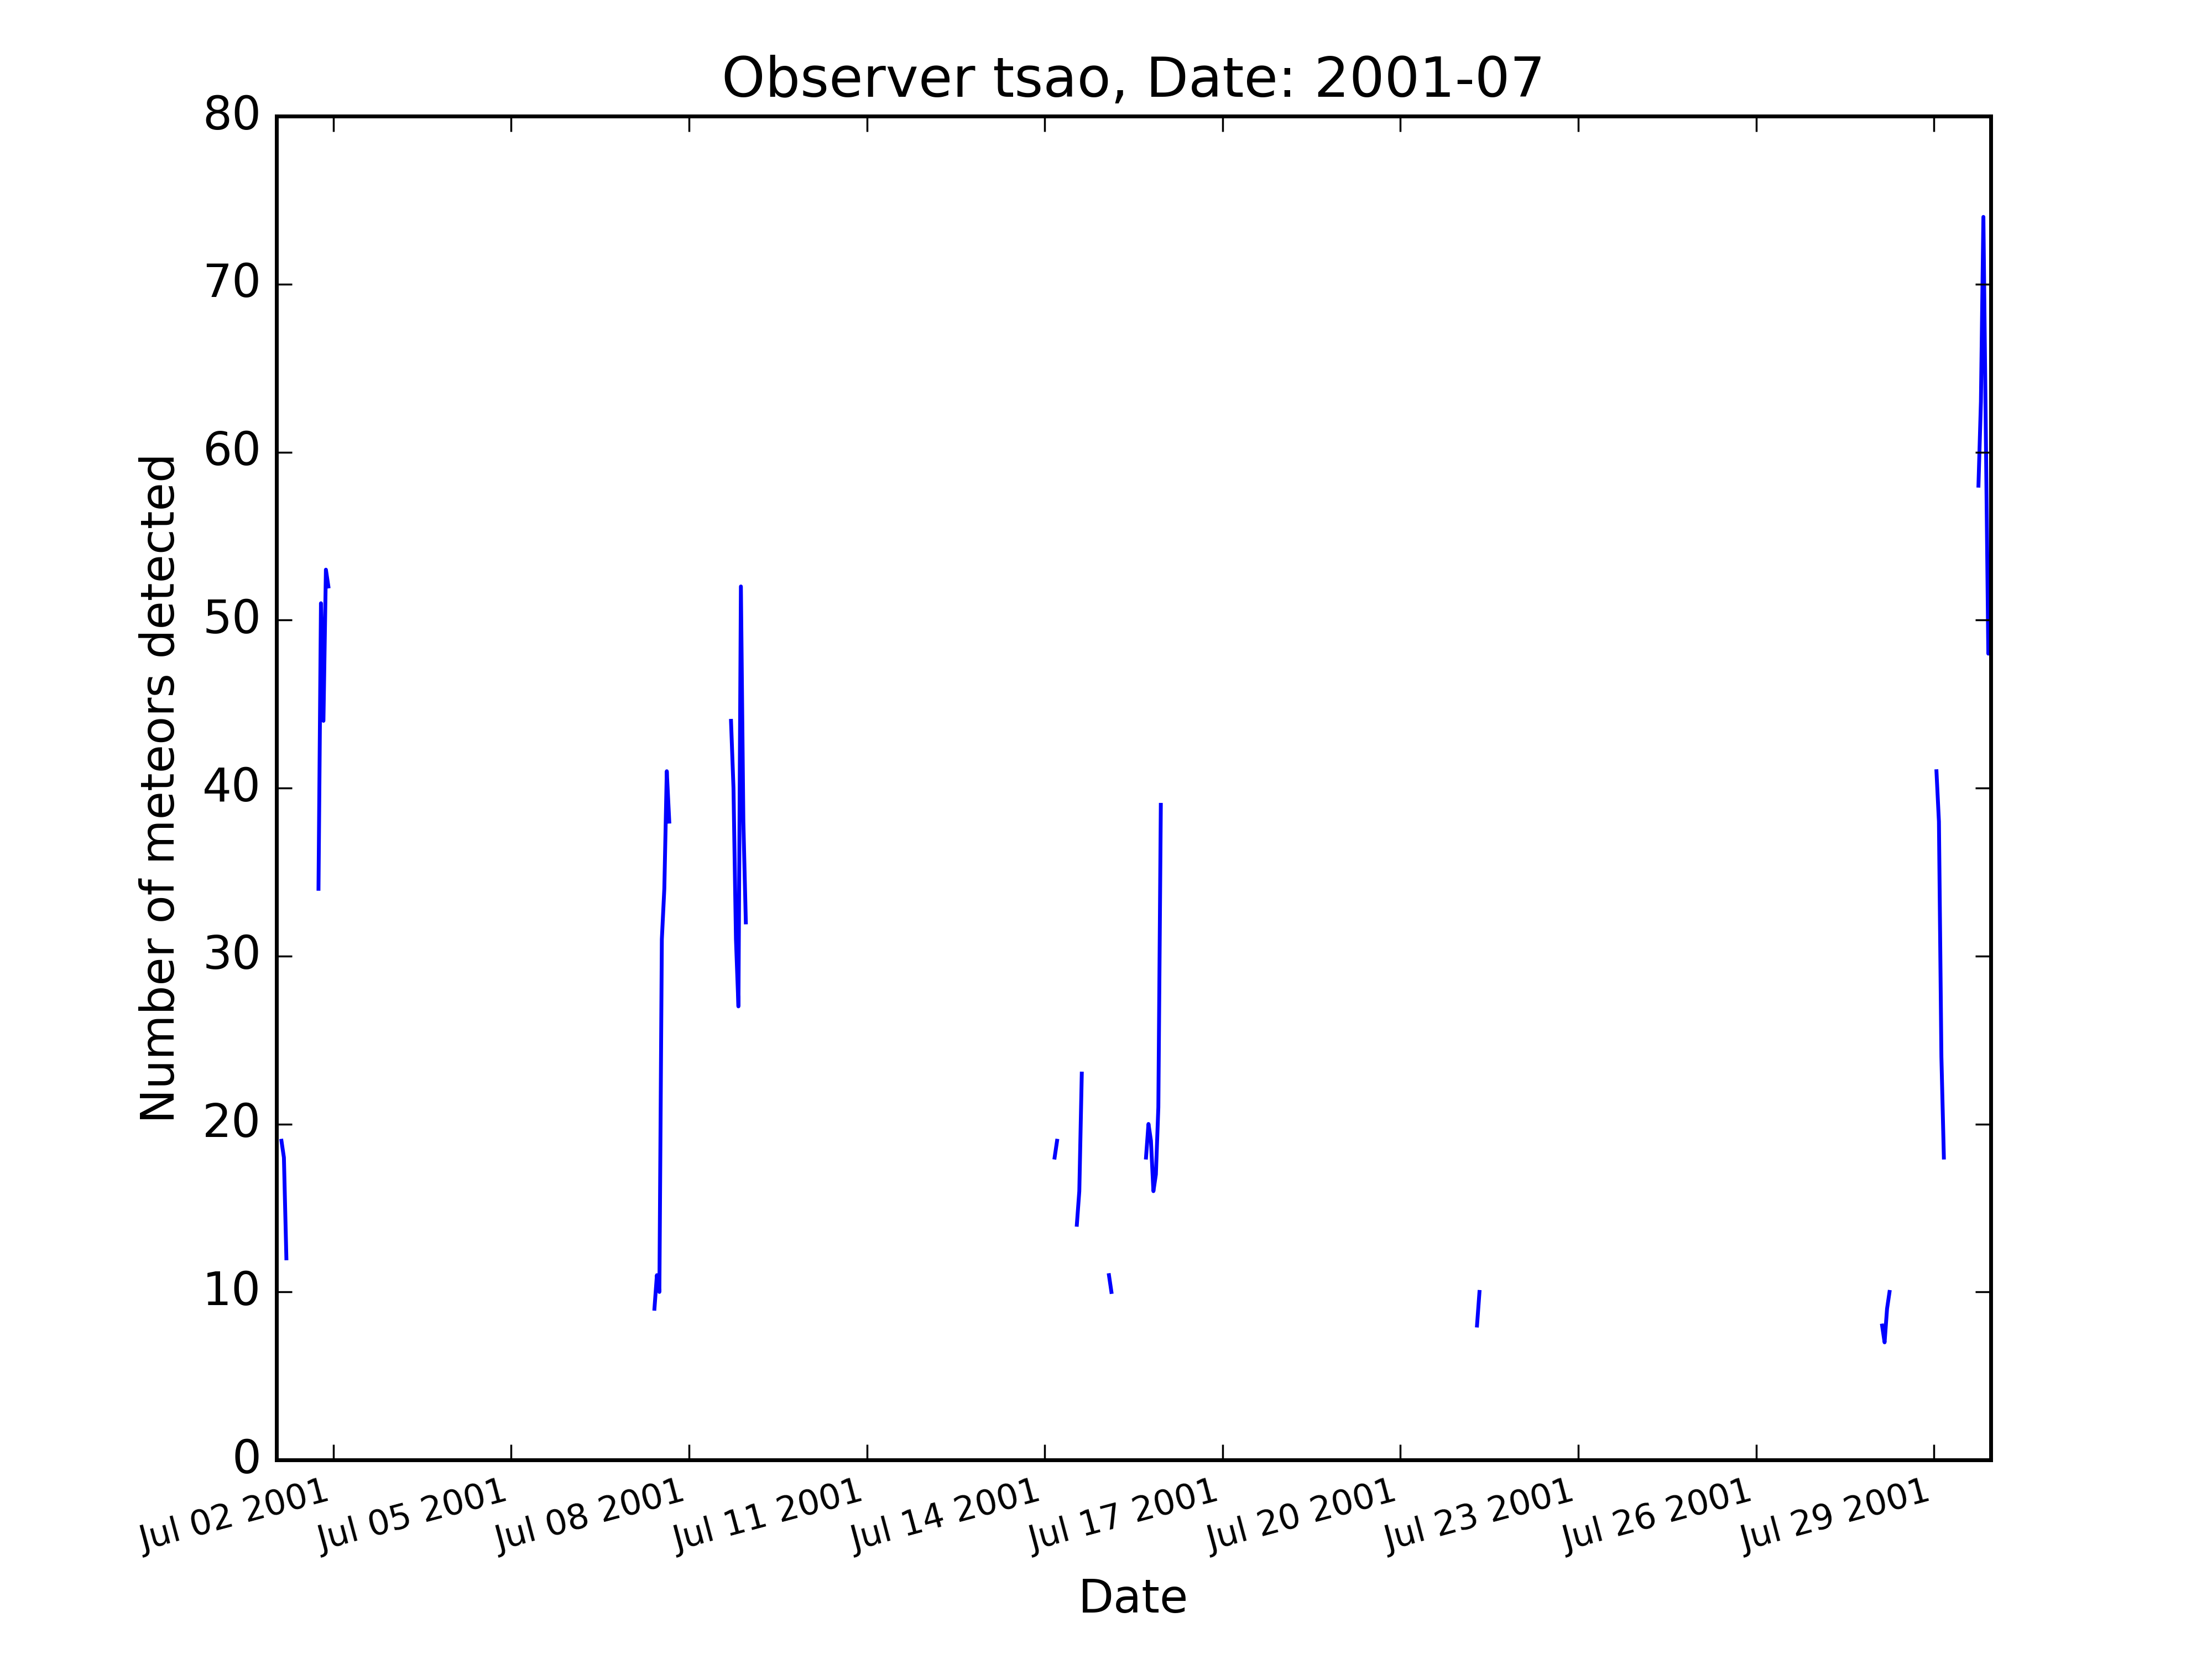 Observer tsao, Date: 2001-07
80
70
60
50
40
30
20
10
0
Number of meteors detected
Jul 02 2001
Jul 05 2001
Jul 08 2001
Jul 11 2001
Jul 14 2001
Jul 17 2001
Jul 20 2001
Jul 23 2001
Jul 26 2001
Jul 29 2001
Date